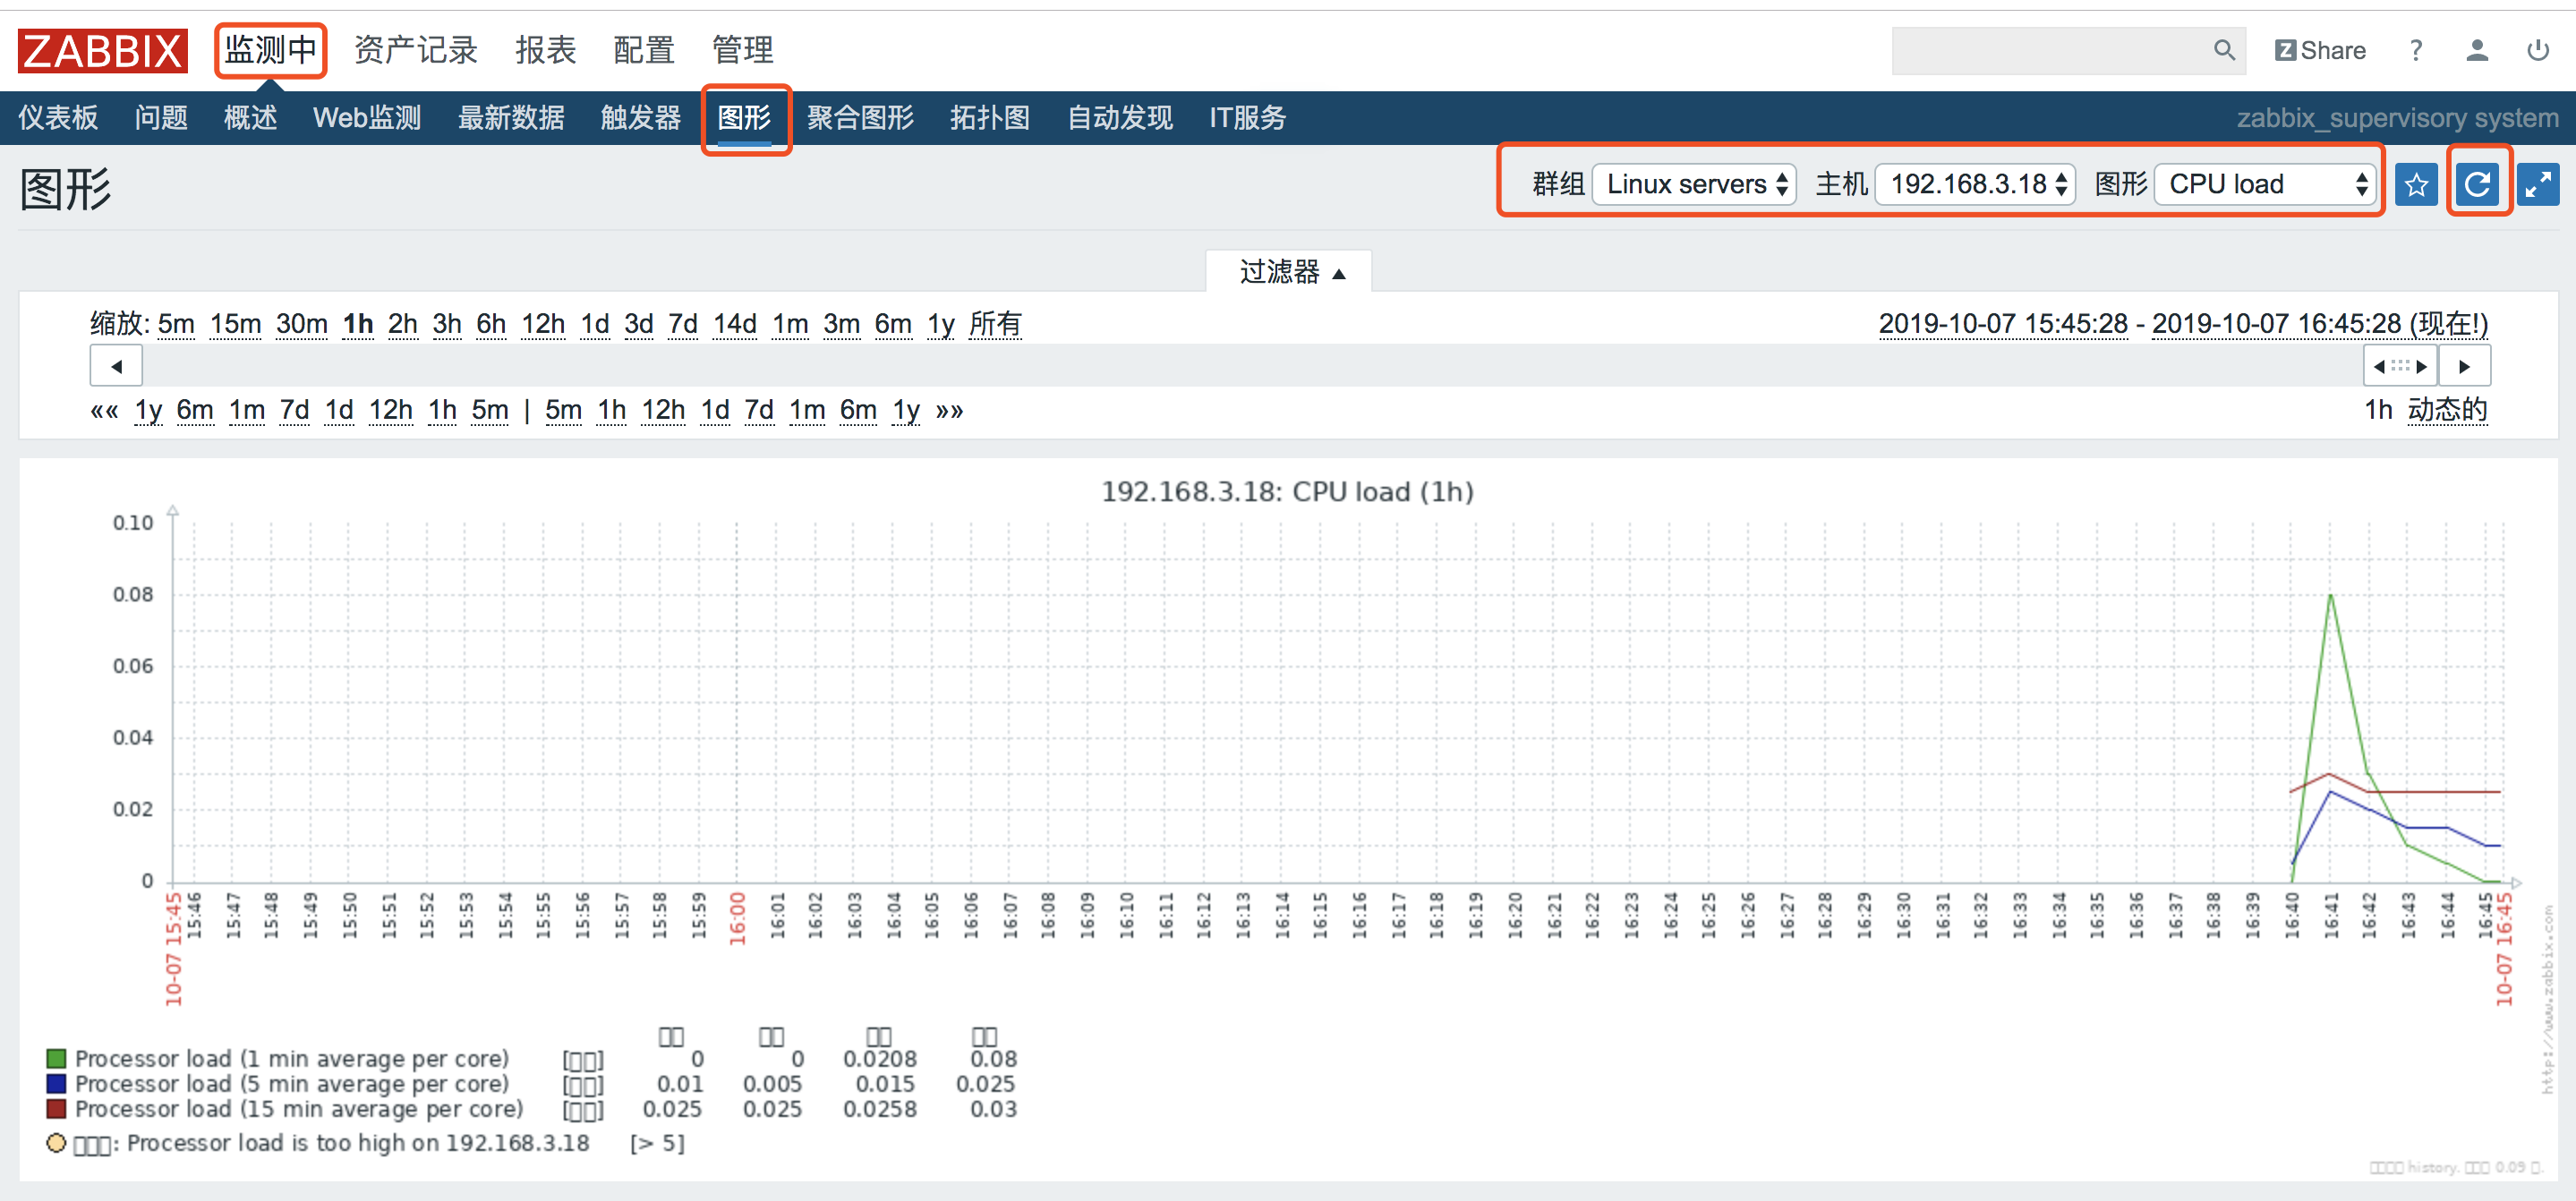 ZABBIX 监测中 资产记录 报表 配置 管理 Z Share ?
仪表板 问题 概述 Web监测 最新数据 触发器 图形 聚合图形 拓扑图 自动发现 IT服务 zabbix_supervisory system
图形 群组 Linux servers 主机 192.168.3.18 图形 CPU load
过滤器
缩放: 5m 15m 30m 1h 2h 3h 6h 12h 1d 3d 7d 14d 1m 3m 6m 1y 所有 2019-10-07 15:45:28 - 2019-10-07 16:45:28 (现在!)
«« 1y 6m 1m 7d 1d 12h 1h 5m | 5m 1h 12h 1d 7d 1m 6m 1y »» 1h 动态的
192.168.3.18: CPU load (1h)
0.10
0.08
0.06
0.04
0.02
0
10-07 15:45 15:46 15:47 15:48 15:49 15:50 15:51 15:52 15:53 15:54 15:55 15:56 15:57 15:58 15:59 16:00 16:01 16:02 16:03 16:04 16:05 16:06 16:07 16:08 16:09 16:10 16:11 16:12 16:13 16:14 16:15 16:16 16:17 16:18 16:19 16:20 16:21 16:22 16:23 16:24 16:25 16:26 16:27 16:28 16:29 16:30 16:31 16:32 16:33 16:34 16:35 16:36 16:37 16:38 16:39 16:40 16:41 16:42 16:43 16:44 16:45 10-07 16:45
http://www.zabbix.com
□□ □□ □□ □□
Processor load (1 min average per core) [□□] 0 0 0.0208 0.08
Processor load (5 min average per core) [□□] 0.01 0.005 0.015 0.025
Processor load (15 min average per core) [□□] 0.025 0.025 0.0258 0.03
□□□: Processor load is too high on 192.168.3.18 [> 5]
□□□□ history. □□□ 0.09 □.